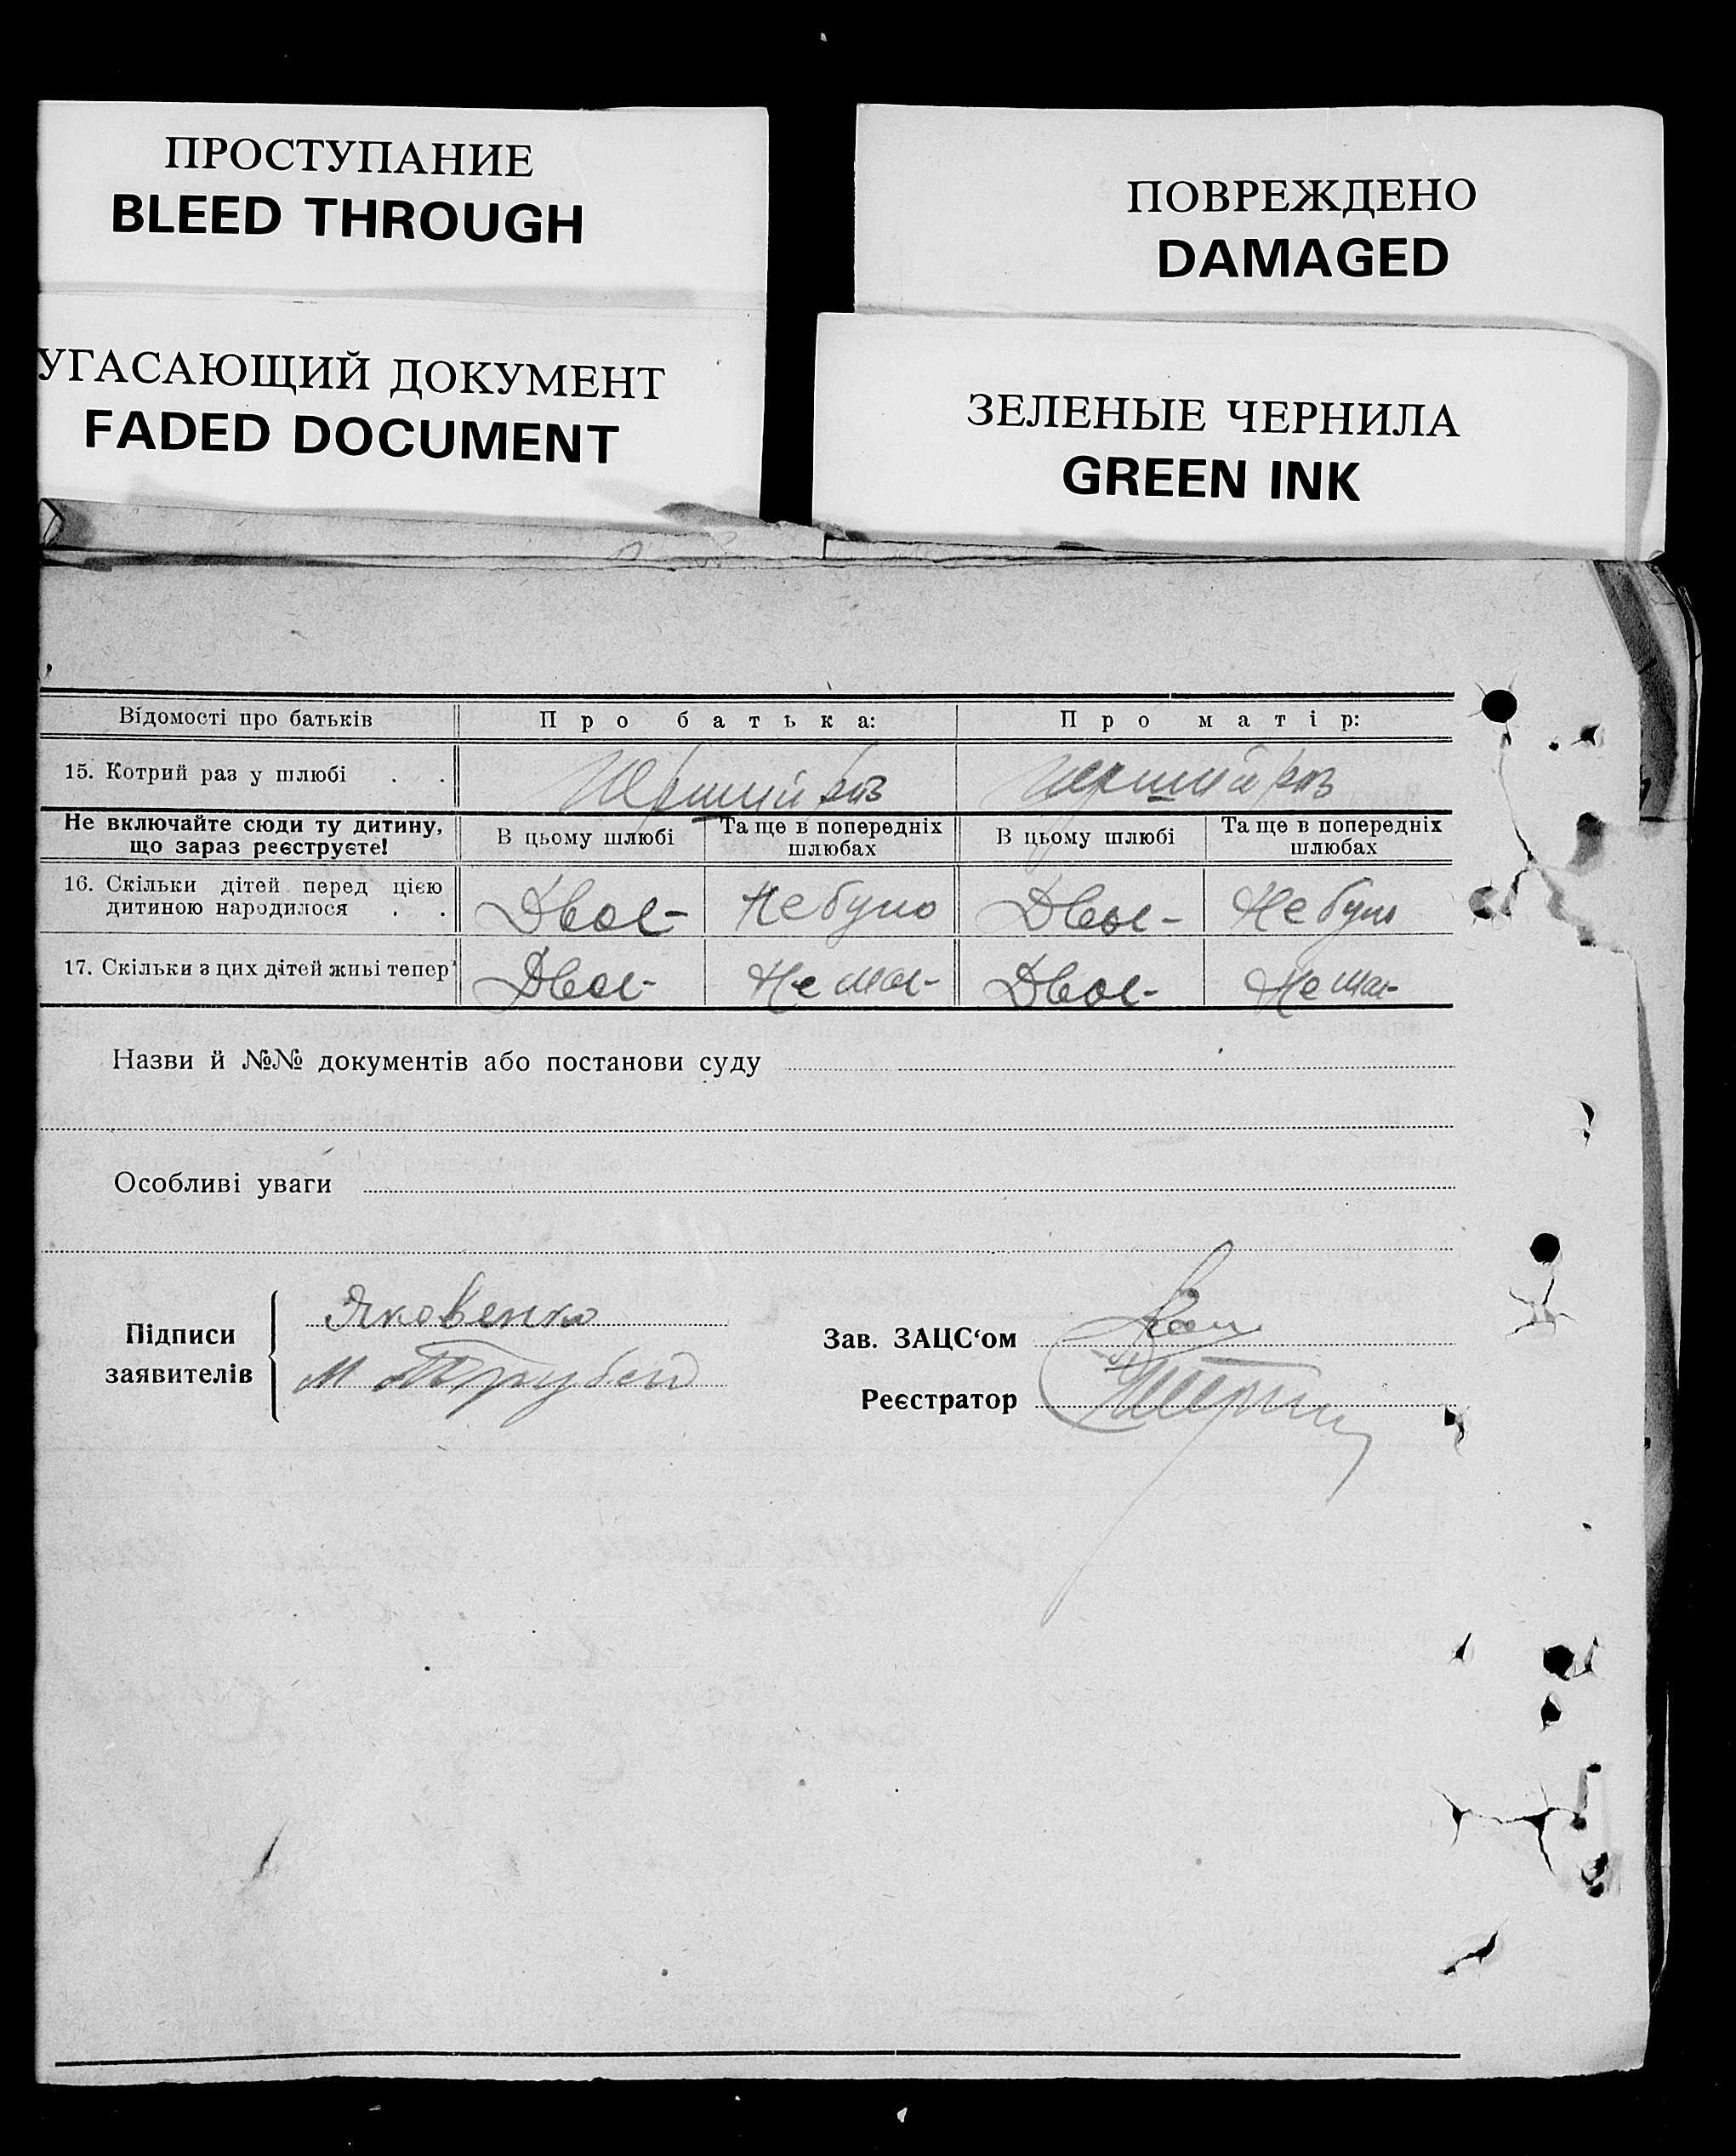 ПРОСТУПАНИЕ
BLEED THROUGH
УГАСАЮЩИЙ ДОКУМЕНТ
FADED DOCUMENT
ПОВРЕЖДЕНО
DAMAGED
ЗЕЛЕНЫЕ ЧЕРНИЛА
GREEN INK
Відомості про батьків Про батька: Про матір:
15. Котрий раз у шлюбі . . Перший раз Перший раз
Не включайте сюди ту дитину, що зараз реєструєте! В цьому шлюбі Та ще в попередніх шлюбах В цьому шлюбі Та ще в попередніх шлюбах
16. Скільки дітей перед цією дитиною народилося . . Двоє- Не було Двоє- Не було
17. Скільки з цих дітей живі тепер Двоє- Не має- Двоє- Не має-
Назви й №№ документів або постанови суду
Особливі уваги
Підписи заявителів
Яковенко
М
Зав. ЗАЦС‘ом
Реєстратор